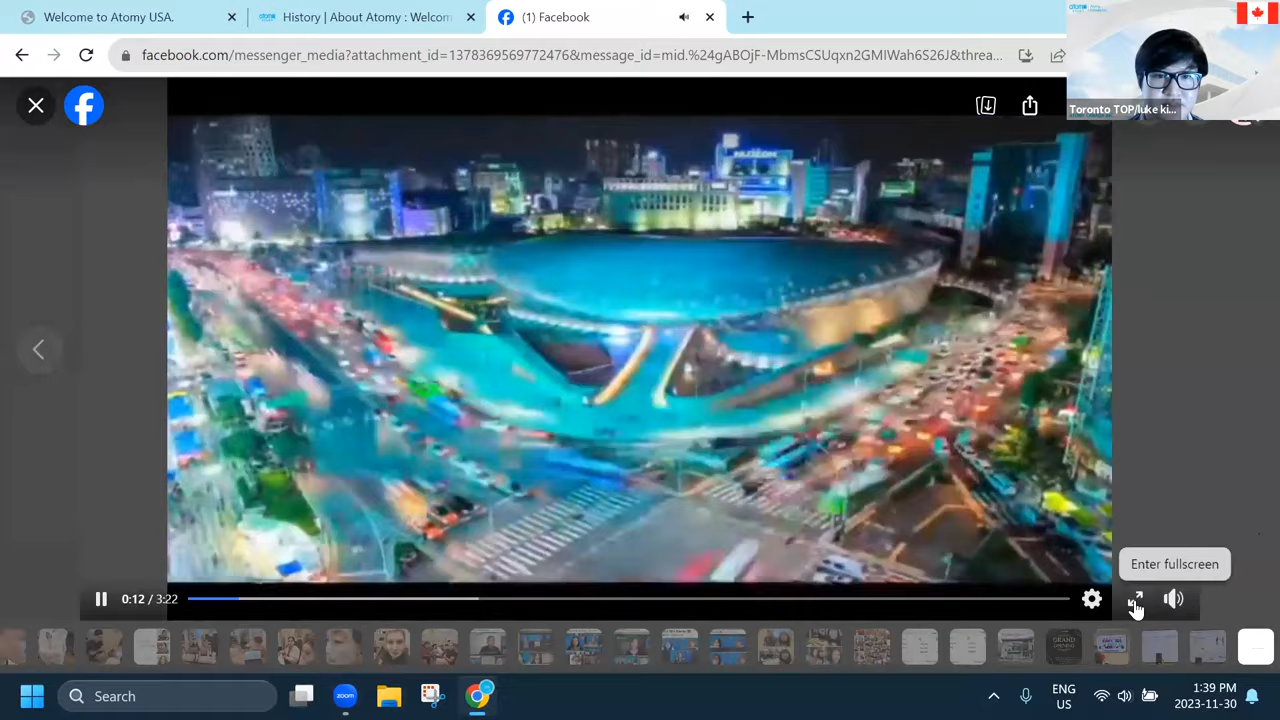 Welcome to Atomy USA.
History | About Atomy : Welcom
(1) Facebook
facebook.com/messenger_media?attachment_id=1378369569772476&message_id=mid.%24gABOjF-MbmsCSUqxn2GMIWah6S26J&threa...
Toronto TOP/luke ki...
Enter fullscreen
0:12 / 3:22
Search
zoom
ENG
US
1:39 PM
2023-11-30